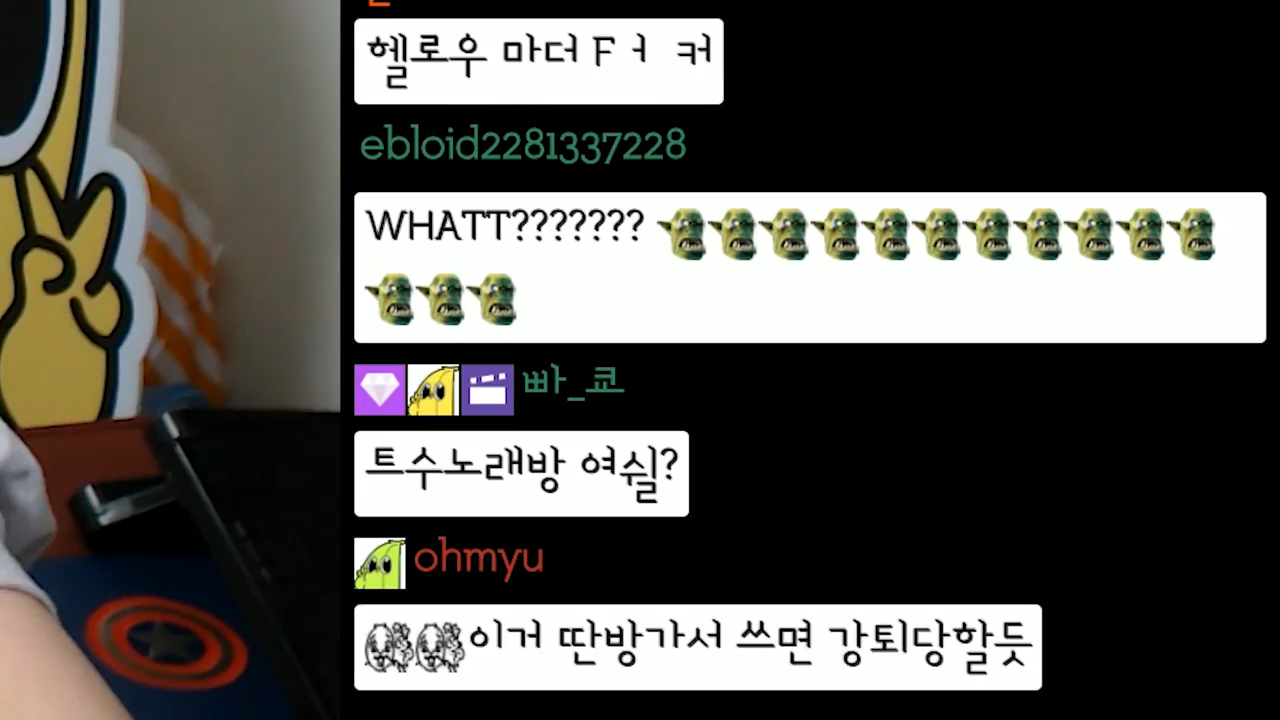 헬로우 마더 F ㅓ 커
ebloid2281337228
WHATT???????
빠_쿄
트수노래방 여쉴?
ohmyu
이거 딴방가서 쓰면 강퇴당할듯